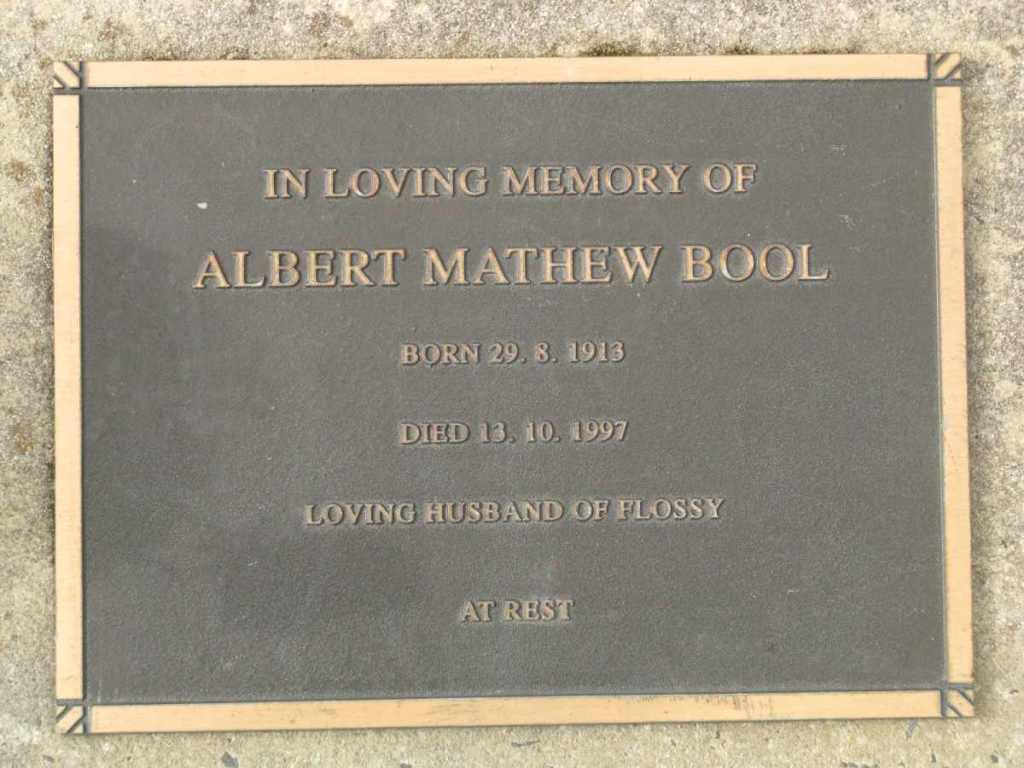 IN LOVING MEMORY OF
ALBERT MATHEW BOOL
BORN 29. 8. 1913
DIED 13. 10. 1997
LOVING HUSBAND OF FLOSSY
AT REST